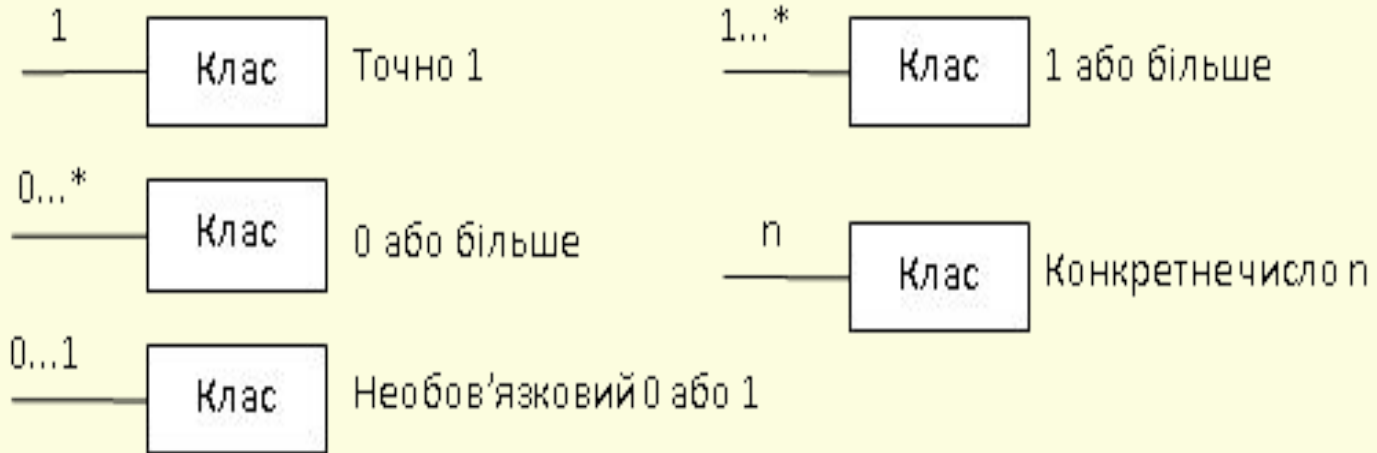 1
Клас
Точно 1
1...*
Клас
1 або більше
0...*
Клас
0 або більше
n
Клас
Конкретне число n
0...1
Клас
Необов’язковий 0 або 1